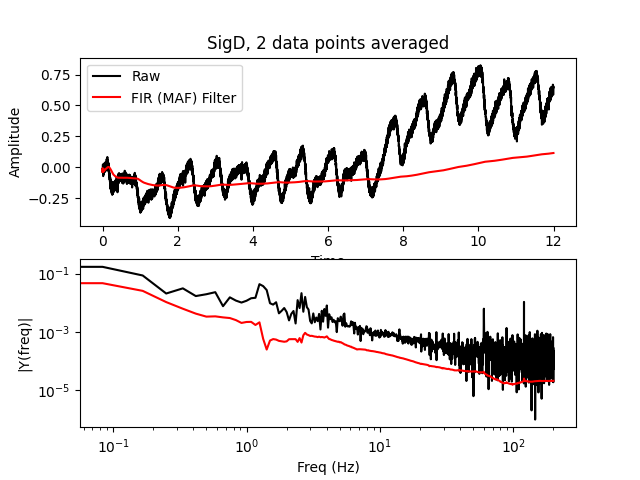 SigD, 2 data points averaged
Amplitude
0.75
0.50
0.25
0.00
−0.25
Raw
FIR (MAF) Filter
0 2 4 6 8 10 12
Time
|Y(freq)|
10⁻¹
10⁻³
10⁻⁵
10⁻¹ 10⁰ 10¹ 10²
Freq (Hz)